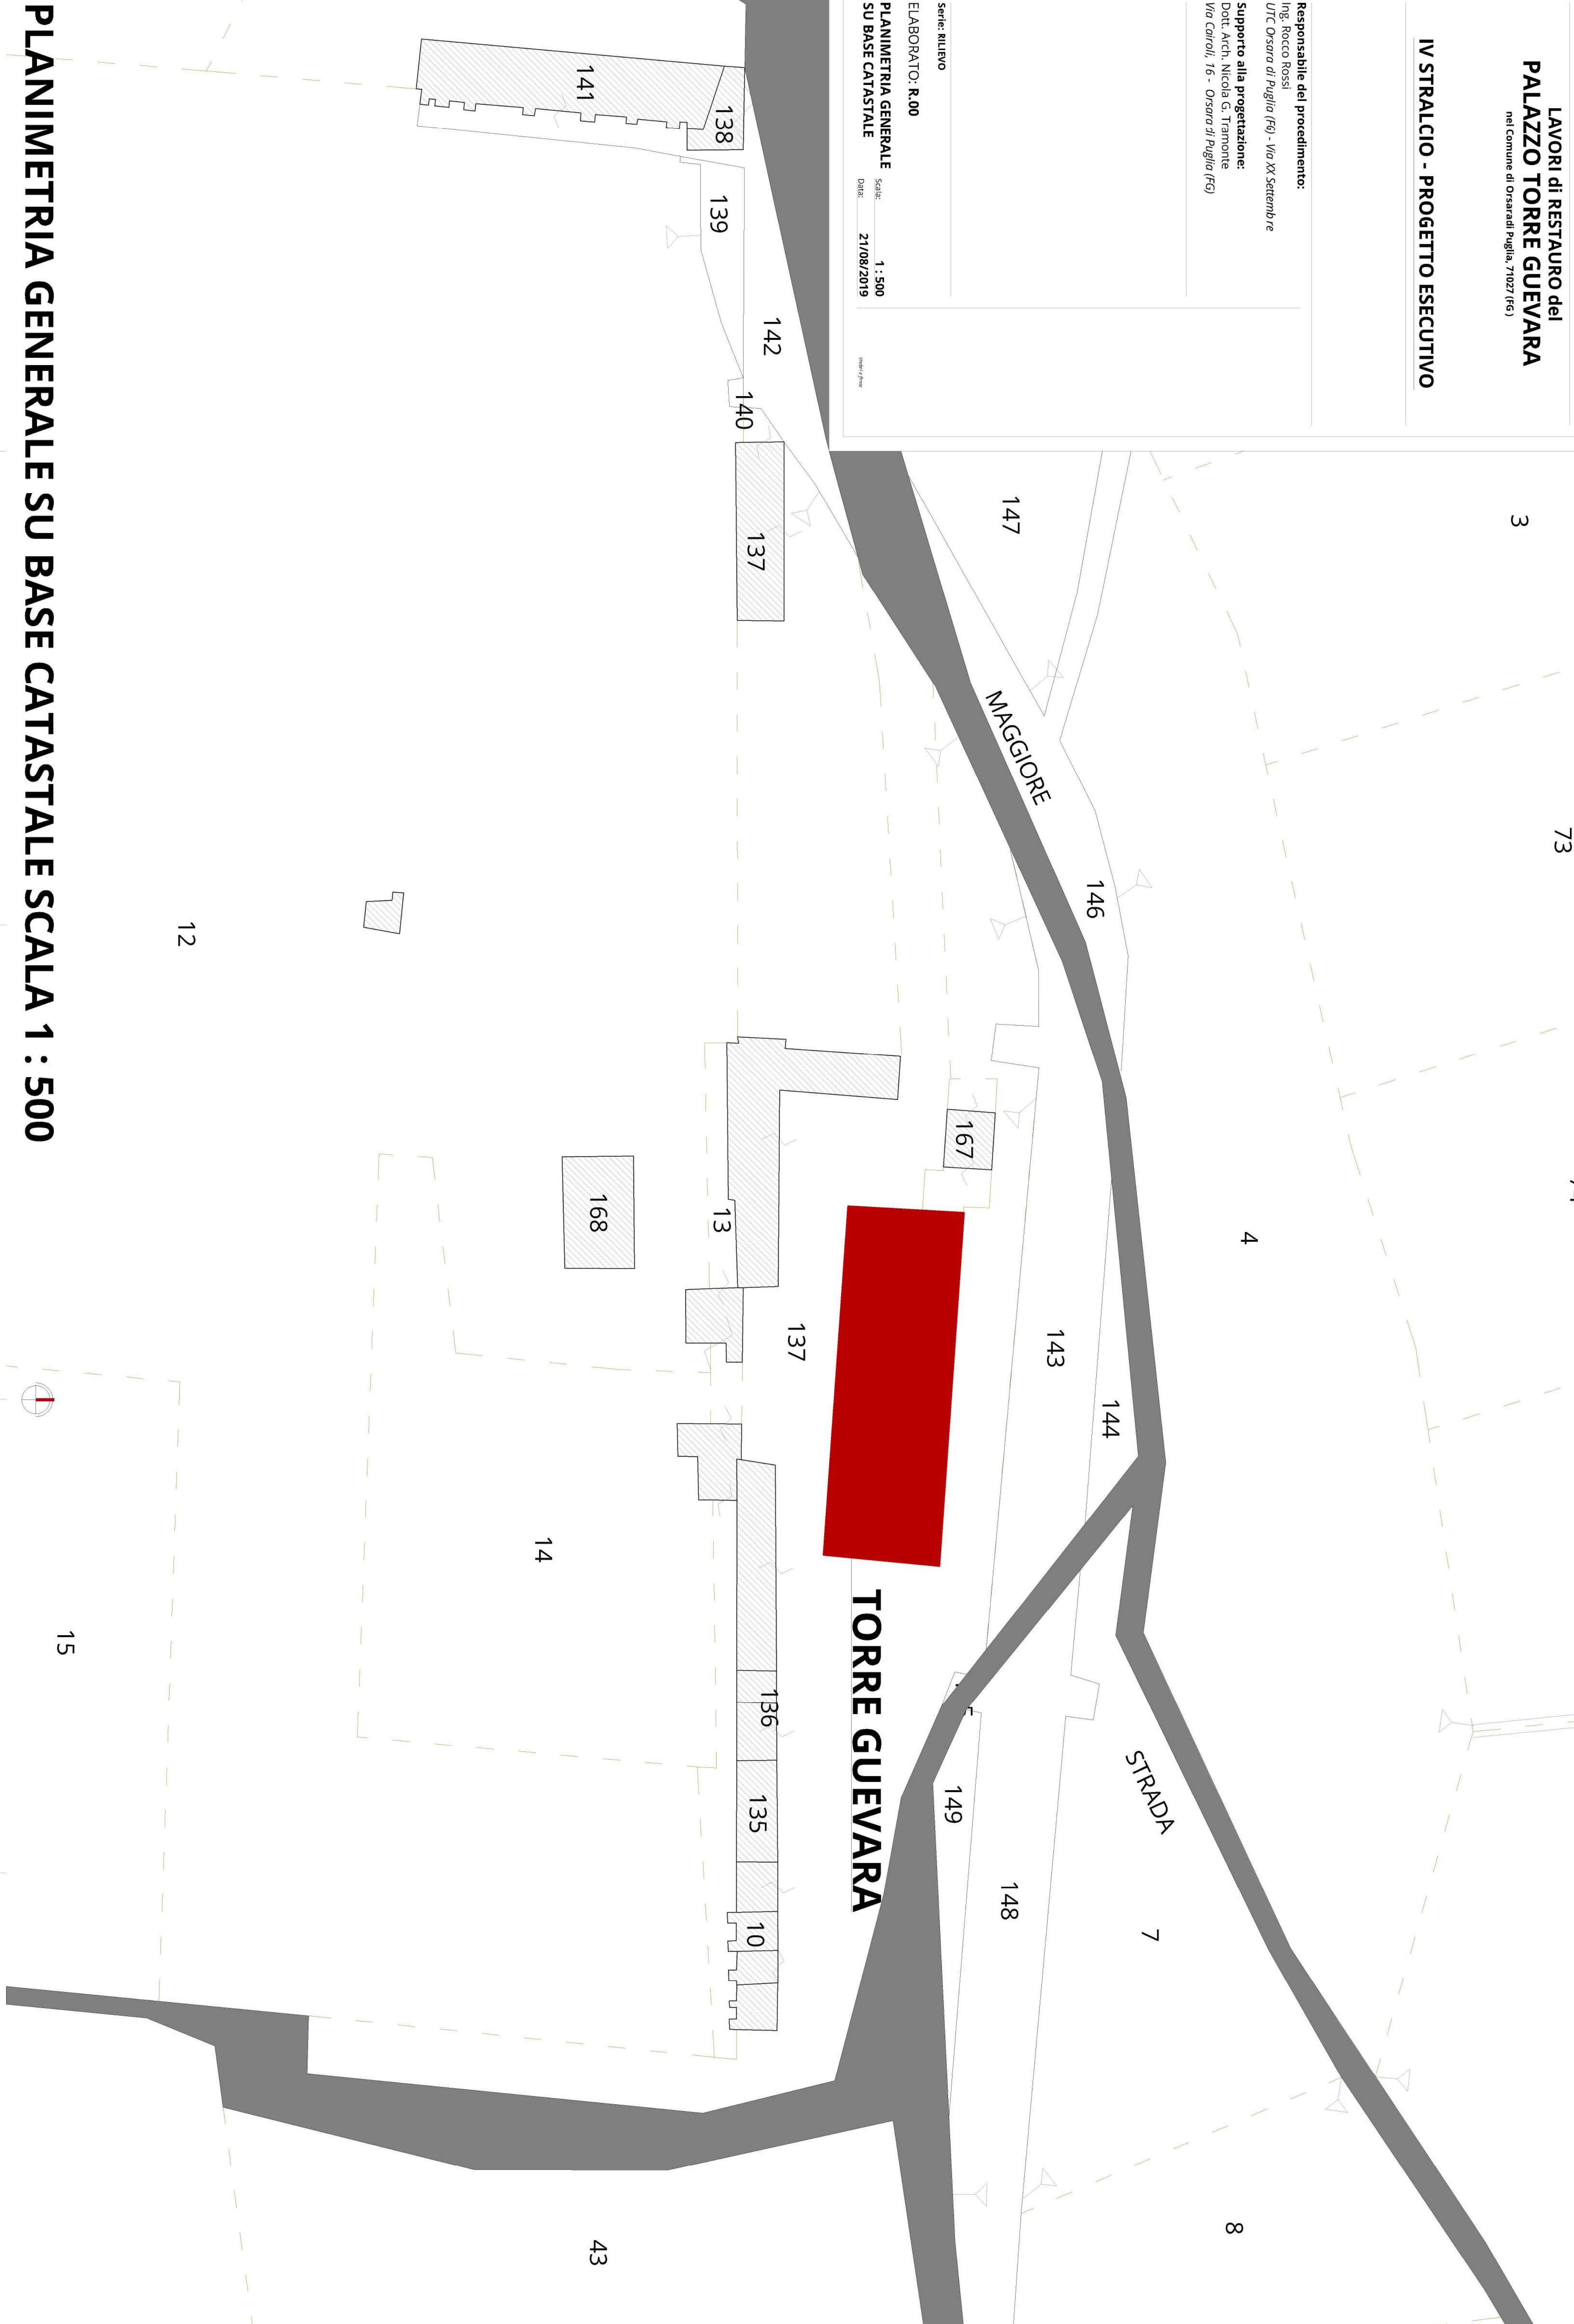 LAVORI di RESTAURO del
PALAZZO TORRE GUEVARA
nel Comune di Orsaradi Puglia, 71027 (FG)
IV STRALCIO - PROGETTO ESECUTIVO
Responsabile del procedimento:
Ing. Rocco Rossi
UTC Orsara di Puglia (FG) - Via XX Settembre
Supporto alla progettazione:
Dott. Arch. Nicola G. Tramonte
Via Cairoli, 16 - Orsara di Puglia (FG)
Serie: RILIEVO
ELABORATO: R.00
PLANIMETRIA GENERALE
SU BASE CATASTALE
Scala: 1 : 500
Data: 21/08/2019
timbri e firme
3
73
4
147
MAGGIORE
146
143
144
142
140
137
139
138
141
167
13
168
137
12
14
15
TORRE GUEVARA
136
135
10
149
148
STRADA
7
8
43
PLANIMETRIA GENERALE SU BASE CATASTALE SCALA 1 : 500